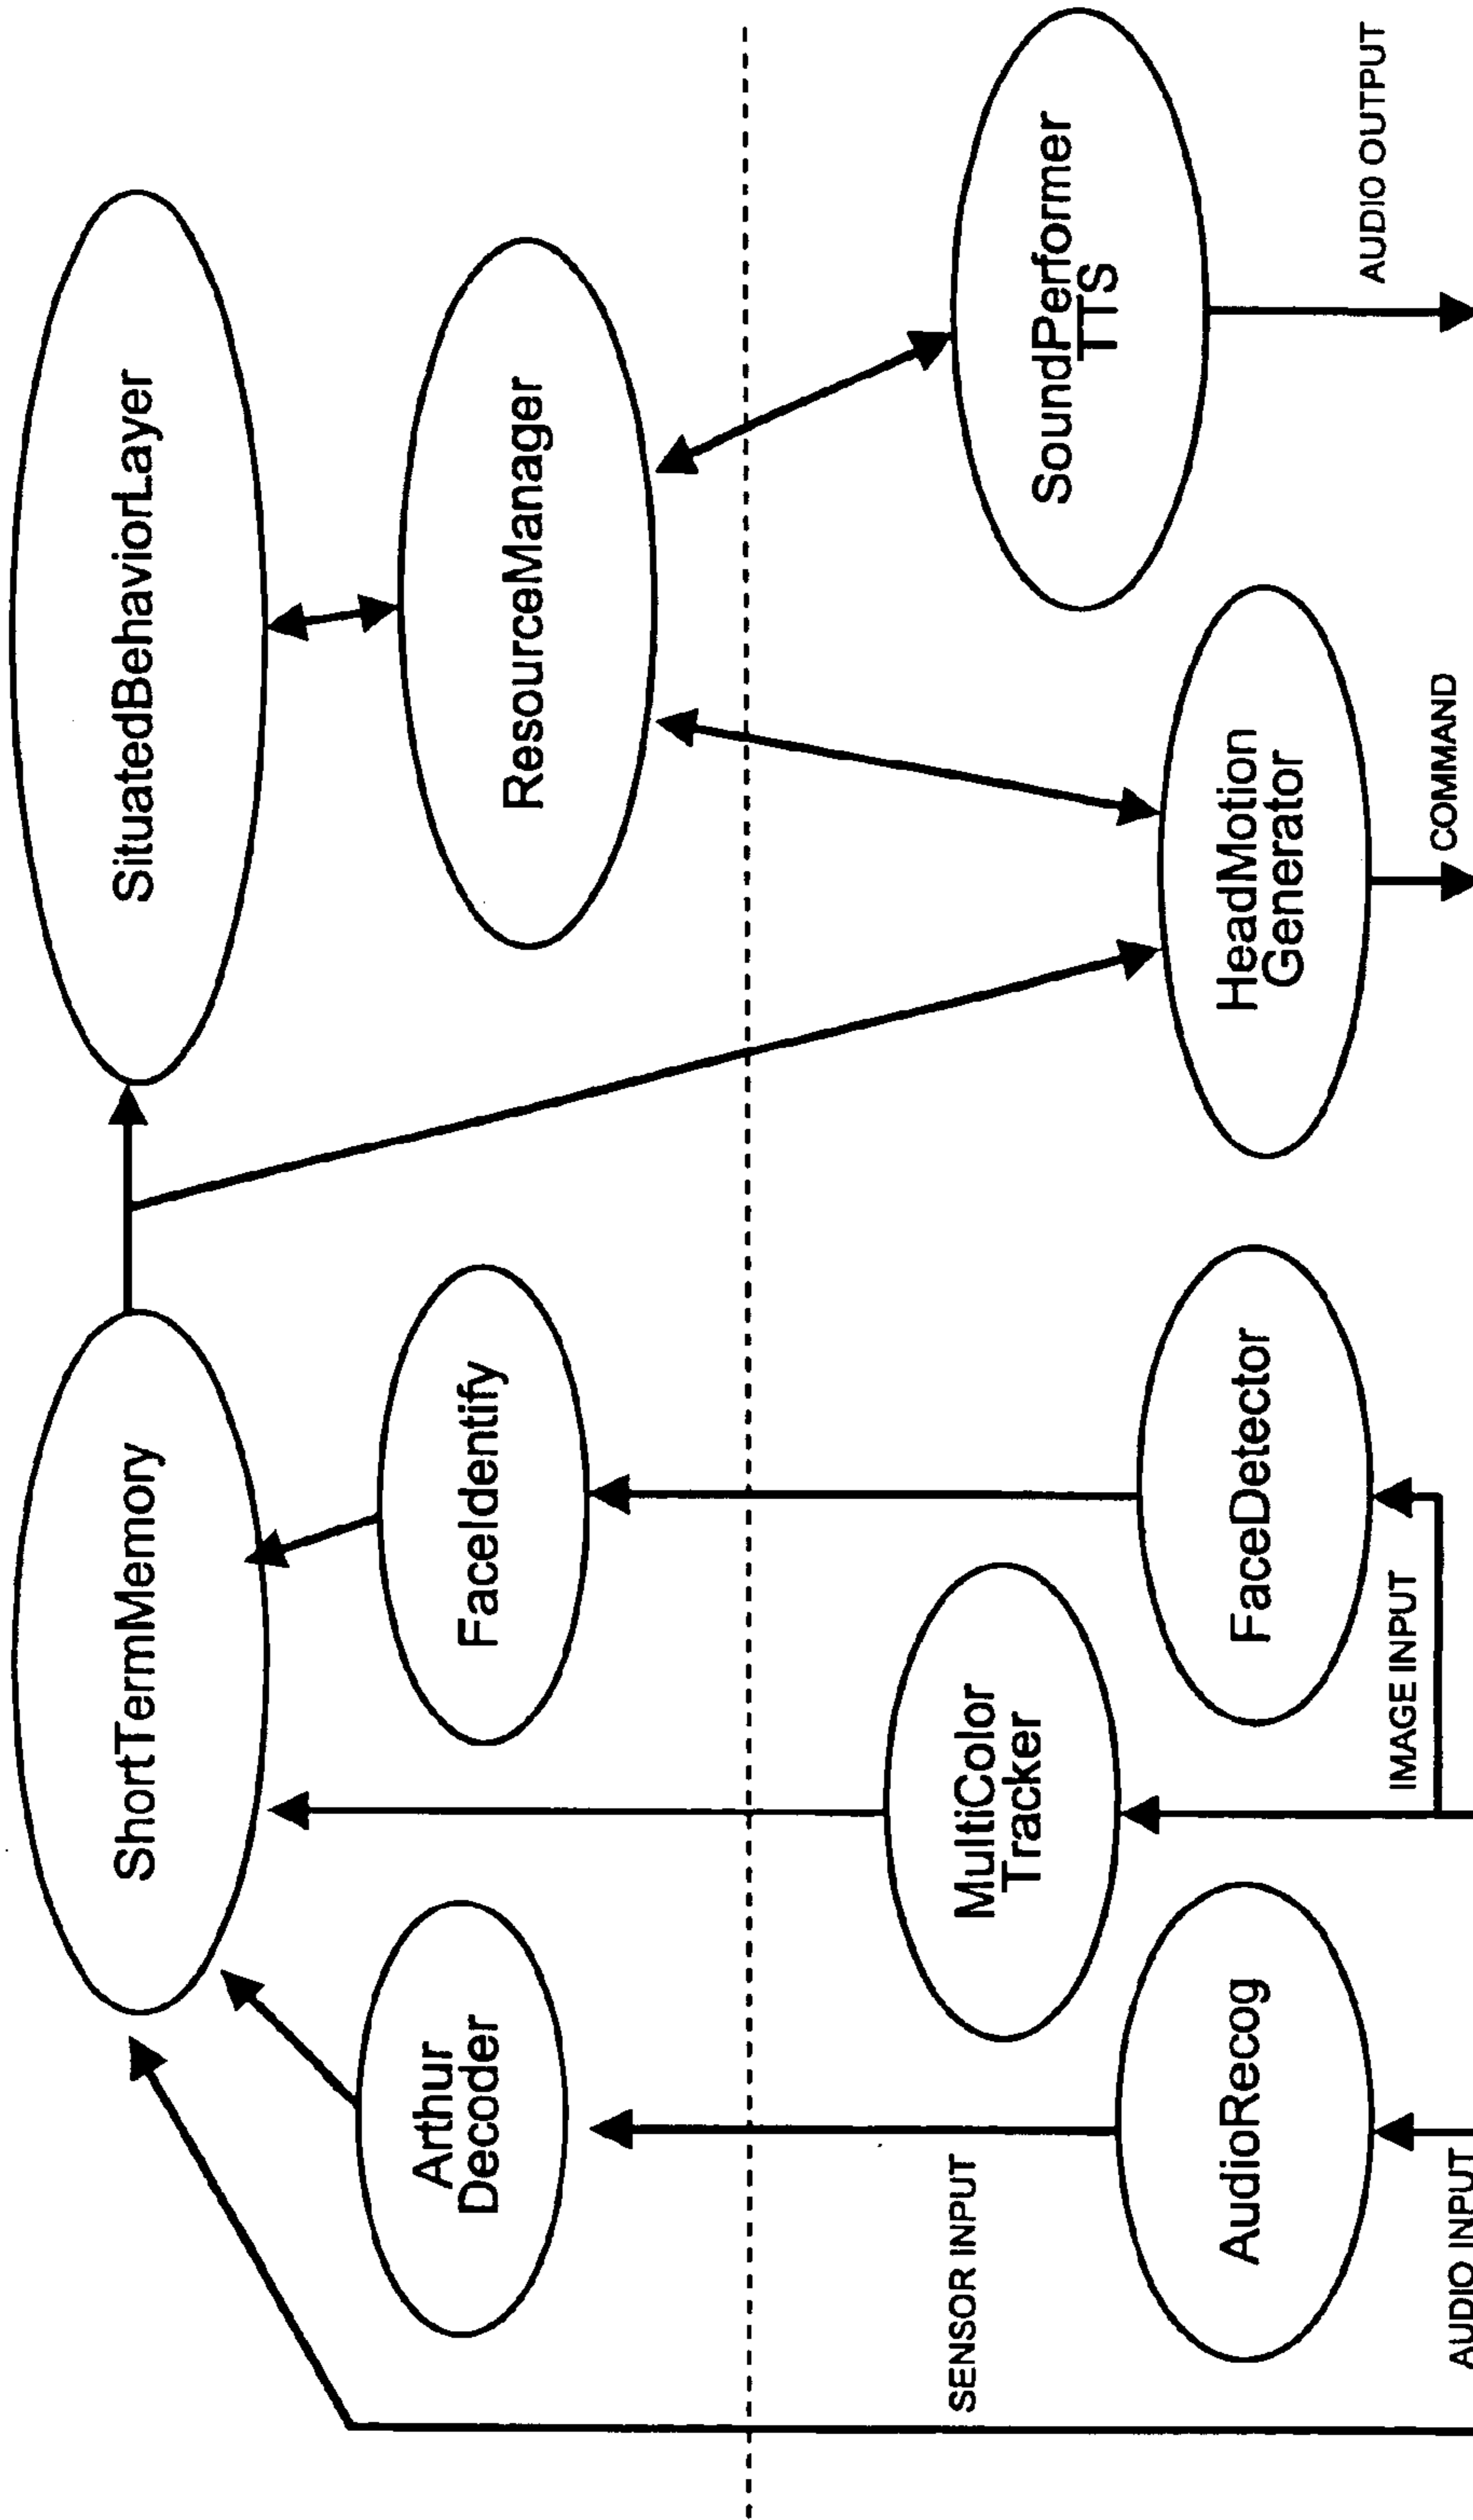 ShortTermMemory
SituatedBehaviorLayer
Arthur
Decoder
FaceIdentify
ResourceManager
SENSOR INPUT
MultiColor
Tracker
SoundPerformer
TTS
AudioRecog
FaceDetector
HeadMotion
Generator
AUDIO INPUT
IMAGE INPUT
COMMAND
AUDIO OUTPUT